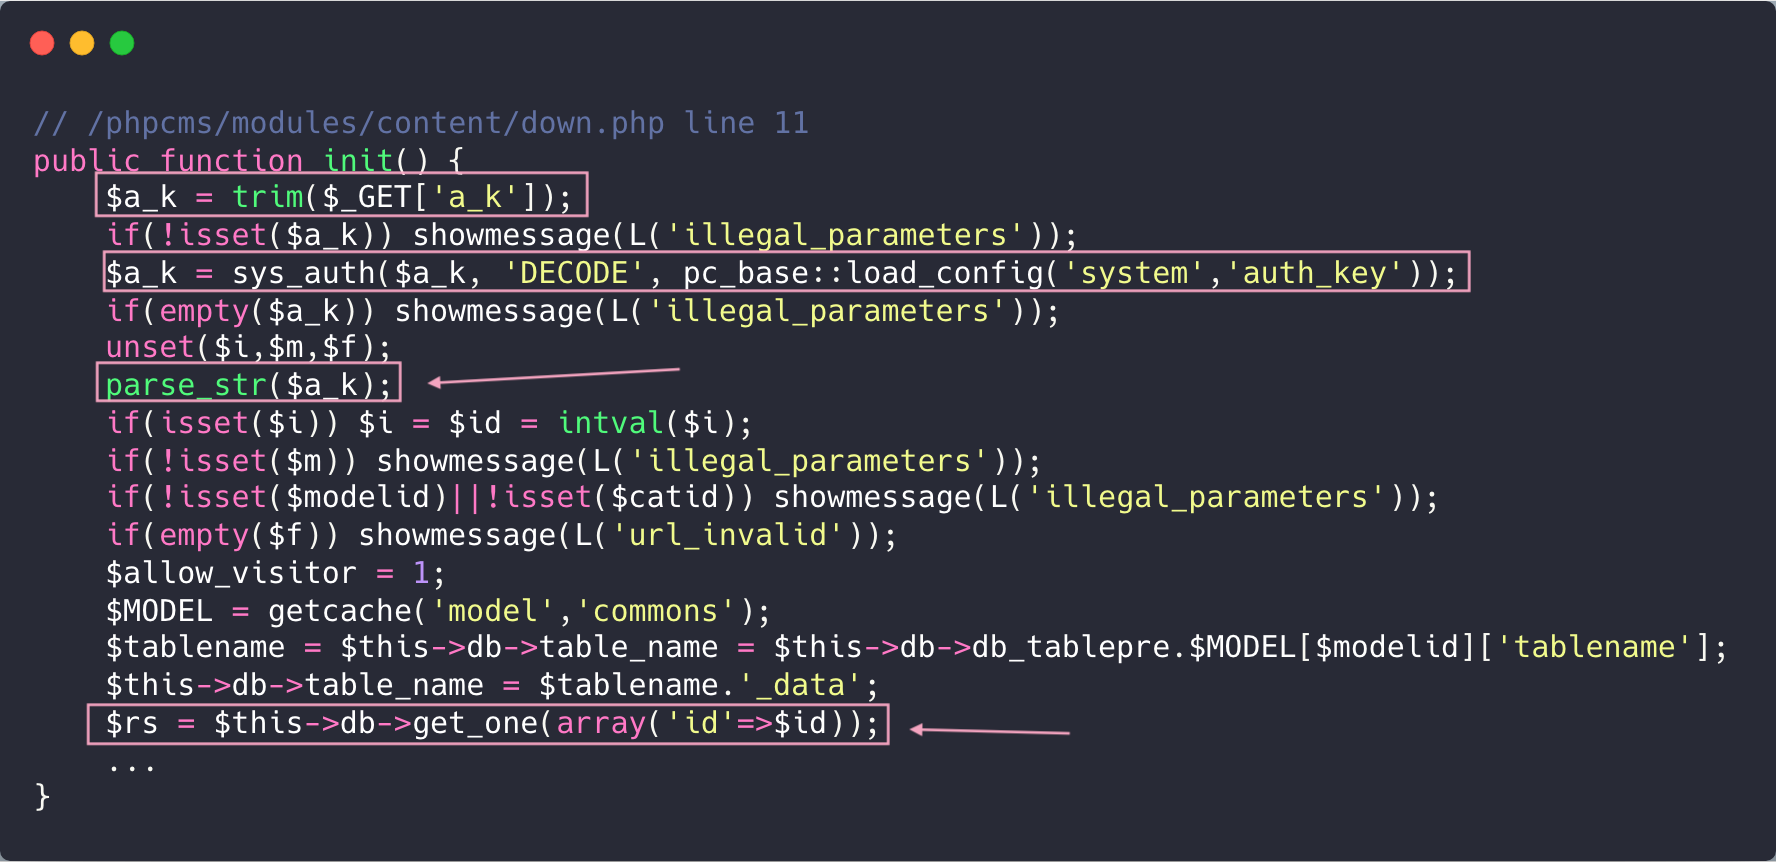 // /phpcms/modules/content/down.php line 11
public function init() {
    $a_k = trim($_GET['a_k']);
    if(!isset($a_k)) showmessage(L('illegal_parameters'));
    $a_k = sys_auth($a_k, 'DECODE', pc_base::load_config('system','auth_key'));
    if(empty($a_k)) showmessage(L('illegal_parameters'));
    unset($i,$m,$f);
    parse_str($a_k);
    if(isset($i)) $i = $id = intval($i);
    if(!isset($m)) showmessage(L('illegal_parameters'));
    if(!isset($modelid)||!isset($catid)) showmessage(L('illegal_parameters'));
    if(empty($f)) showmessage(L('url_invalid'));
    $allow_visitor = 1;
    $MODEL = getcache('model','commons');
    $tablename = $this->db->table_name = $this->db->db_tablepre.$MODEL[$modelid]['tablename'];
    $this->db->table_name = $tablename.'_data';
    $rs = $this->db->get_one(array('id'=>$id));
    ...
}